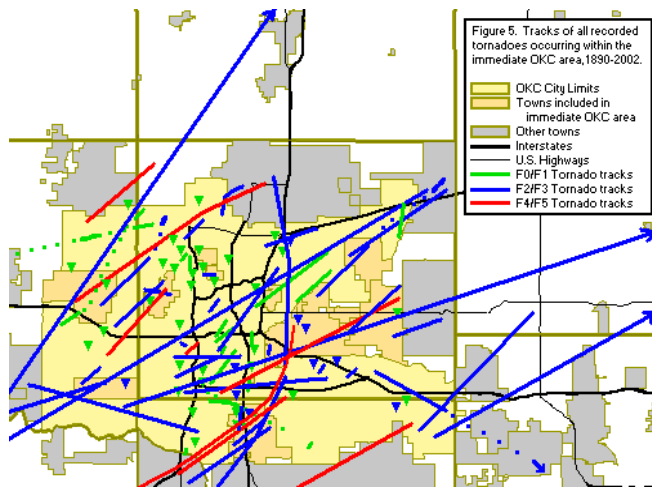 Figure 5. Tracks of all recorded
tornadoes occurring within the
immediate OKC area,1890-2002.
OKC City Limits
Towns included in
immediate OKC area
Other towns
Interstates
U.S. Highways
F0/F1 Tornado tracks
F2/F3 Tornado tracks
F4/F5 Tornado tracks